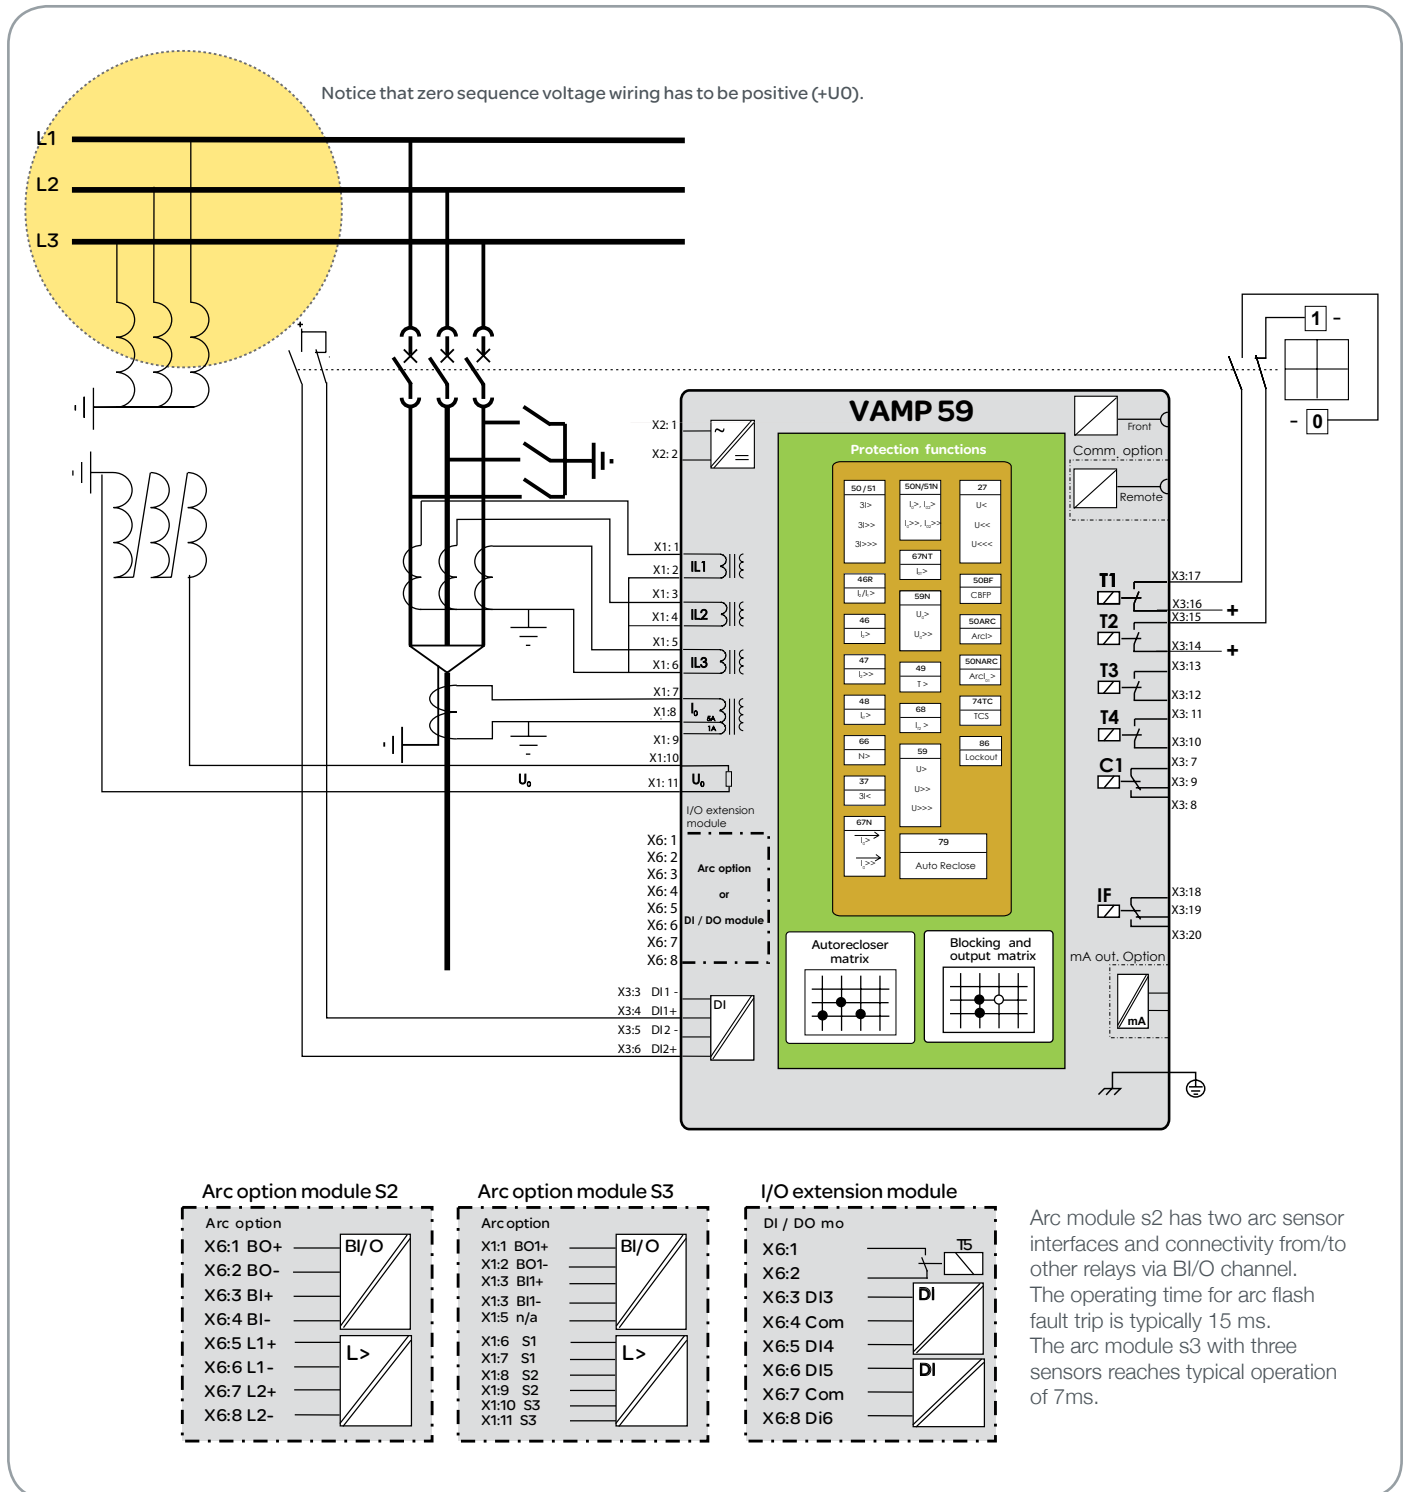 Notice that zero sequence voltage wiring has to be positive (+U0).
L1
L2
L3
+
1 -
- 0
VAMP 59
X2: 1
X2: 2
~
=
Front
Comm. option
Remote
Protection functions
50/51
3I>
3I>>
3I>>>
50N/51N
I₀>, I₀₂>
I₀>>, I₀₂>>
27
U<
U<<
U<<<
67NT
46R
I₂/I₁>
59N
U₀>
U₀>>
50BF
CBFP
46
I₂>
50ARC
ArcI>
47
I₂>>
49
T>
50NARC
48
68
74TC
TCS
66
N>
59
U>
U>>
U>>>
86
Lockout
37
3I<
67N
I₀>
I₀>>
79
Auto Reclose
X1: 1
X1: 2
IL1
X1: 3
X1: 4
IL2
X1: 5
X1: 6
IL3
X1: 7
X1:8
I₀
5A
1A
X1: 9
X1:10
X1: 11
U₀
U₀
I/O extension
module
X6: 1
X6: 2
X6: 3
X6: 4
X6: 5
X6: 6
X6: 7
X6: 8
Arc option
or
DI / DO module
X3:3 DI1 -
X3:4 DI1+
X3:5 DI2 -
X3:6 DI2+
DI
Autorecloser
matrix
Blocking and
output matrix
T1
X3:17
X3:16
+
T2
X3:15
X3:14
+
T3
X3:13
X3:12
T4
X3: 11
X3:10
C1
X3: 7
X3: 9
X3: 8
IF
X3:18
X3:19
X3:20
mA out. Option
mA
Arc option module S2
Arc option
X6:1 BO+
X6:2 BO-
X6:3 BI+
X6:4 BI-
X6:5 L1+
X6:6 L1-
X6:7 L2+
X6:8 L2-
BI/O
L>
Arc option module S3
Arc option
X1:1 BO1+
X1:2 BO1-
X1:3 BI1+
X1:3 BI1-
X1:5 n/a
X1:6 S1
X1:7 S1
X1:8 S2
X1:9 S2
X1:10 S3
X1:11 S3
BI/O
L>
I/O extension module
DI / DO mo
X6:1
X6:2
X6:3 DI3
X6:4 Com
X6:5 DI4
X6:6 DI5
X6:7 Com
X6:8 Di6
T5
DI
DI
Arc module s2 has two arc sensor
interfaces and connectivity from/to
other relays via BI/O channel.
The operating time for arc flash
fault trip is typically 15 ms.
The arc module s3 with three
sensors reaches typical operation
of 7ms.